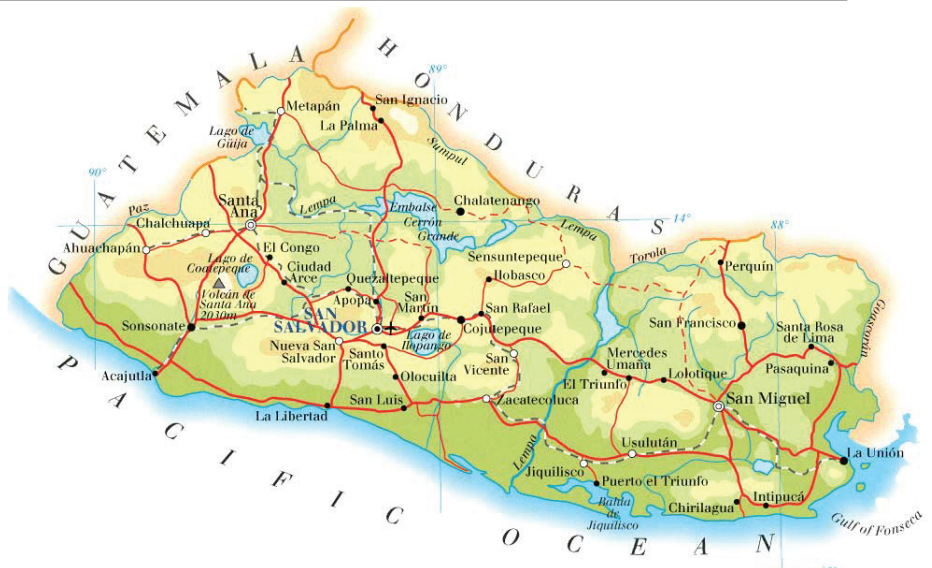 GUATEMALA
HONDURAS
89°
Metapán
San Ignacio
La Palma
Lago de
Güija
Sumpul
90°
Paz
Santa
Ana
Lempa
Embalse
Cerrón
Grande
Chalatenango
Lempa
14°
88°
Chalchuapa
Ahuachapán
El Congo
Lago de
Coatepeque
Ciudad
Arce
Quezaltepeque
Sensuntepeque
Ilobasco
Torola
Perquín
Volcán de
Santa Ana
2030m
Apopa
San
Martín
San Rafael
Goascorán
SAN
SALVADOR
Sonsonate
Cojutepeque
San Francisco
Santa Rosa
de Lima
Nueva San
Salvador
Lago de
Ilopango
Santo
Tomás
San
Vicente
Mercedes
Umaña
Pasaquina
Acajutla
Olocuilta
El Triunfo
Lolotique
La Libertad
San Luis
Zacatecoluca
San Miguel
Lempa
Usulután
La Unión
Jiquilisco
Puerto el Triunfo
Bahía
de
Jiquilisco
Chirilagua
Intipucá
Gulf of Fonseca
PACIFIC OCEAN